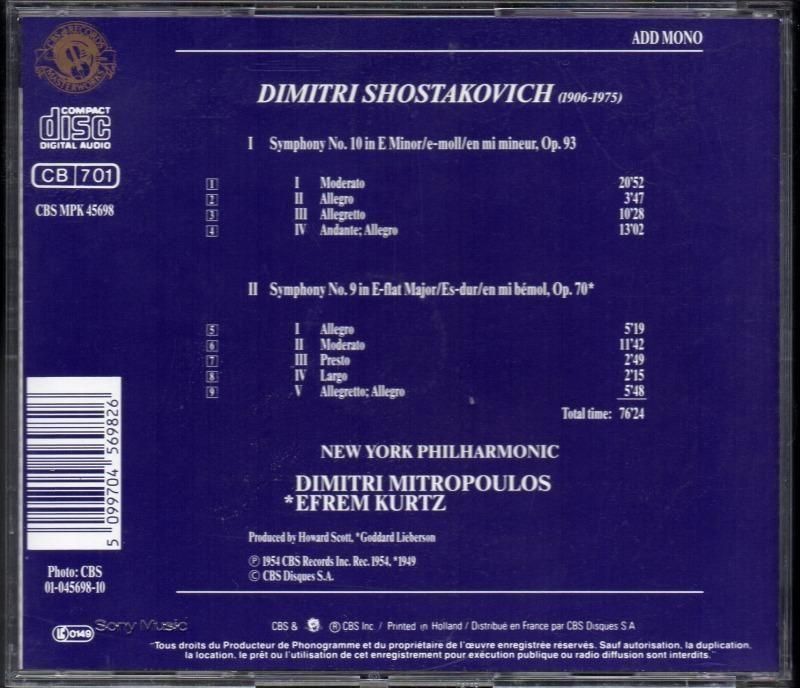 CBS RECORDS
MASTERWORKS
ADD MONO
COMPACT
disc
DIGITAL AUDIO
CB 701
CBS MPK 45698
DIMITRI SHOSTAKOVICH (1906-1975)
I Symphony No. 10 in E Minor/e-moll/en mi mineur, Op. 93
1 I Moderato 20'52
2 II Allegro 3'47
3 III Allegretto 10'28
4 IV Andante; Allegro 13'02
II Symphony No. 9 in E-flat Major/Es-dur/en mi bémol, Op. 70*
5 I Allegro 5'19
6 II Moderato 11'42
7 III Presto 2'49
8 IV Largo 2'15
9 V Allegretto; Allegro 5'48
Total time: 76'24
NEW YORK PHILHARMONIC
DIMITRI MITROPOULOS
*EFREM KURTZ
Produced by Howard Scott, *Goddard Lieberson
℗ 1954 CBS Records Inc. Rec. 1954, *1949
© CBS Disques S.A.
5 099704 569826
Photo: CBS
01-045698-10
LC 0149
Sony Music
CBS & ® CBS Inc / Printed in Holland / Distribué en France par CBS Disques S A
"Tous droits du Producteur de Phonogramme et du propriétaire de l'œuvre enregistrée réservés. Sauf autorisation, la duplication,
la location, le prêt ou l'utilisation de cet enregistrement pour exécution publique ou radio diffusion sont interdits."